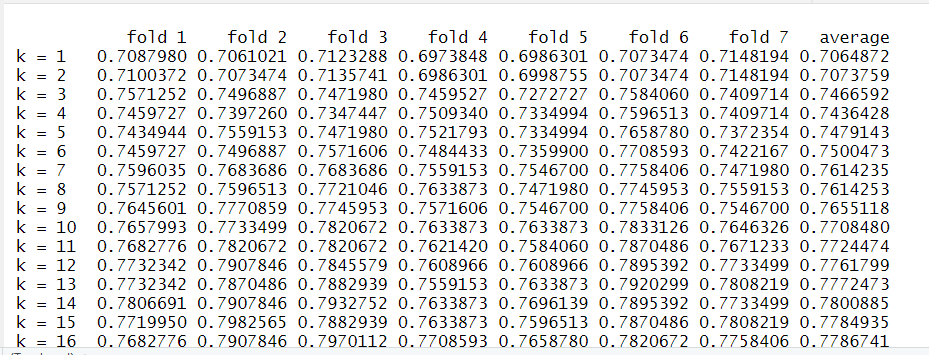 fold 1 fold 2 fold 3 fold 4 fold 5 fold 6 fold 7 average
k = 1 0.7087980 0.7061021 0.7123288 0.6973848 0.6986301 0.7073474 0.7148194 0.7064872
k = 2 0.7100372 0.7073474 0.7135741 0.6986301 0.6998755 0.7073474 0.7148194 0.7073759
k = 3 0.7571252 0.7496887 0.7471980 0.7459527 0.7272727 0.7584060 0.7409714 0.7466592
k = 4 0.7459727 0.7397260 0.7347447 0.7509340 0.7334994 0.7596513 0.7409714 0.7436428
k = 5 0.7434944 0.7559153 0.7471980 0.7521793 0.7334994 0.7658780 0.7372354 0.7479143
k = 6 0.7459727 0.7496887 0.7571606 0.7484433 0.7359900 0.7708593 0.7422167 0.7500473
k = 7 0.7596035 0.7683686 0.7683686 0.7559153 0.7546700 0.7758406 0.7471980 0.7614235
k = 8 0.7571252 0.7596513 0.7721046 0.7633873 0.7471980 0.7745953 0.7559153 0.7614253
k = 9 0.7645601 0.7770859 0.7745953 0.7571606 0.7546700 0.7758406 0.7546700 0.7655118
k = 10 0.7657993 0.7733499 0.7820672 0.7633873 0.7633873 0.7833126 0.7646326 0.7708480
k = 11 0.7682776 0.7820672 0.7820672 0.7621420 0.7584060 0.7870486 0.7671233 0.7724474
k = 12 0.7732342 0.7907846 0.7845579 0.7608966 0.7608966 0.7895392 0.7733499 0.7761799
k = 13 0.7732342 0.7870486 0.7882939 0.7559153 0.7633873 0.7920299 0.7808219 0.7772473
k = 14 0.7806691 0.7907846 0.7932752 0.7633873 0.7696139 0.7895392 0.7733499 0.7800885
k = 15 0.7719950 0.7982565 0.7882939 0.7633873 0.7596513 0.7870486 0.7808219 0.7784935
k = 16 0.7682776 0.7907846 0.7970112 0.7708593 0.7658780 0.7820672 0.7758406 0.7786741